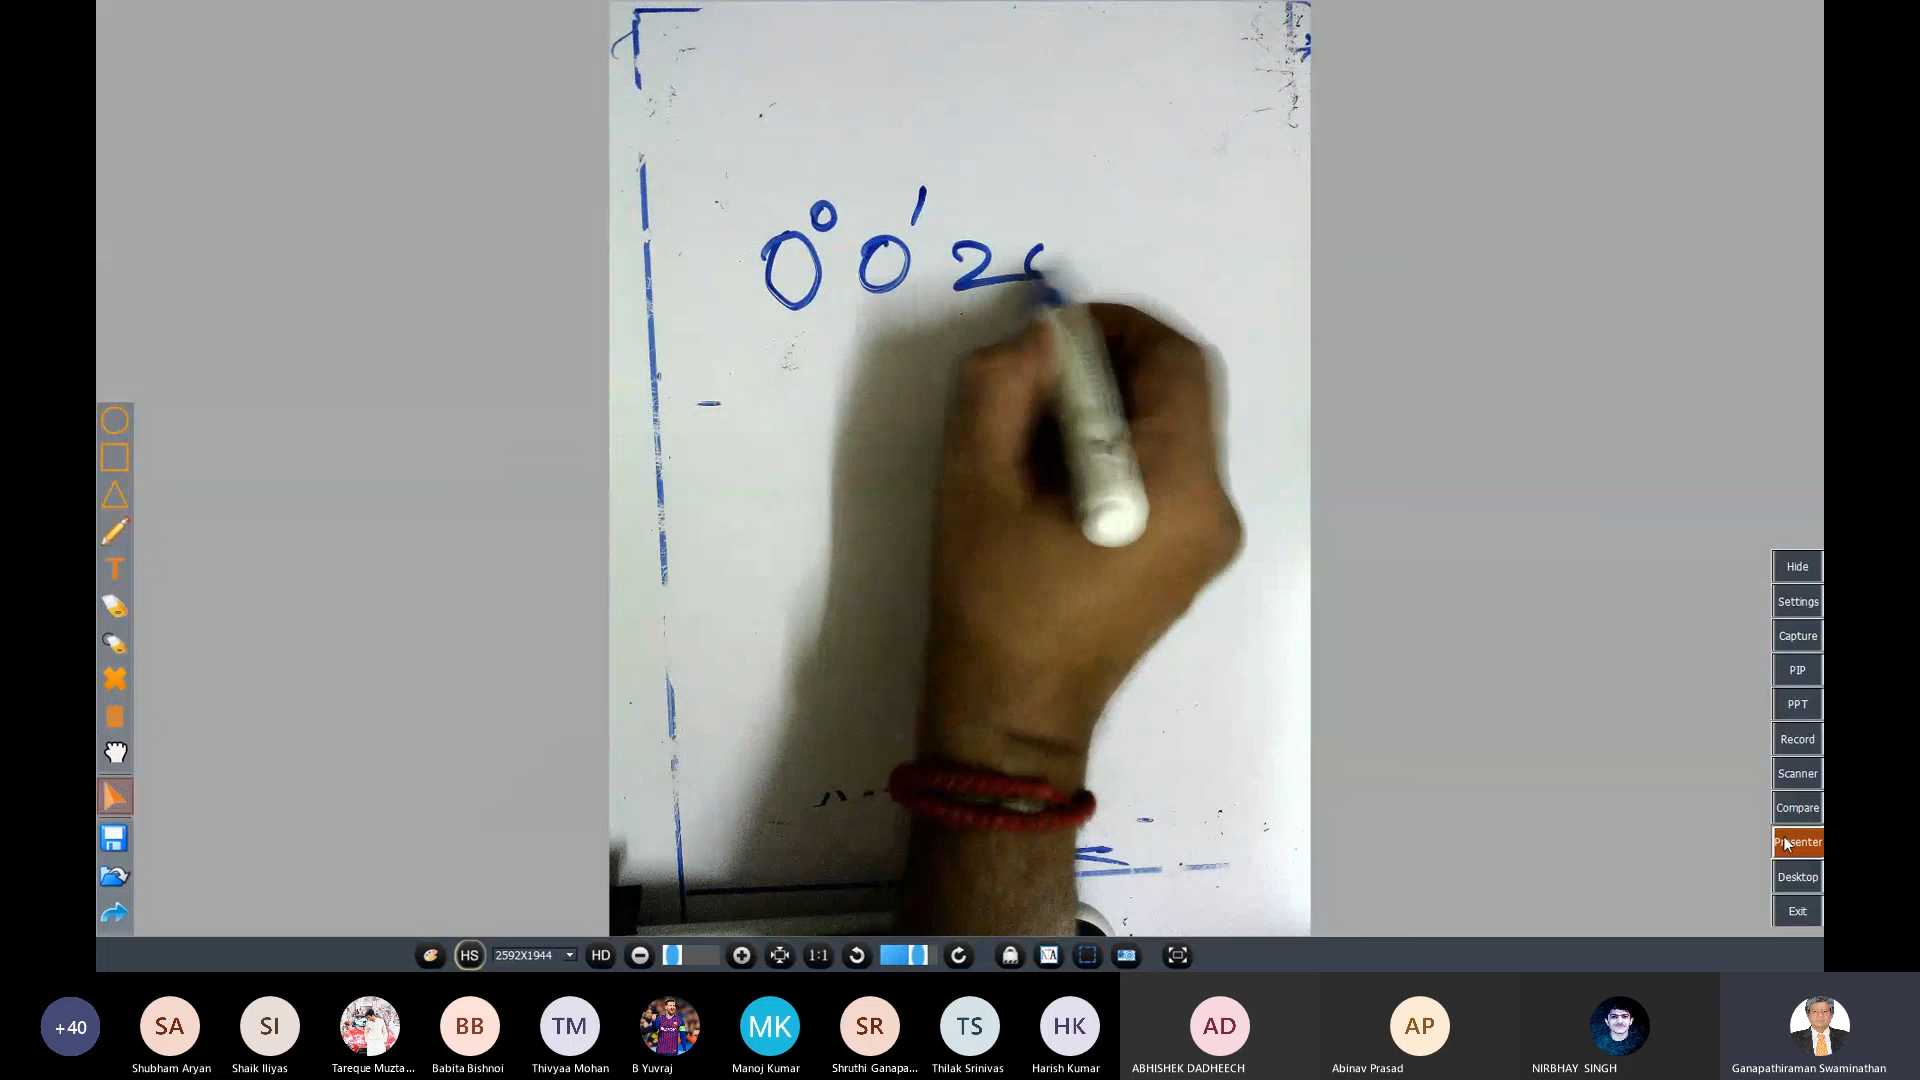 0° 0' 20
Hide
Settings
Capture
PIP
PPT
Record
Scanner
Compare
Presenter
Desktop
Exit
T
HS 2592X1944 HD 1:1
+40 SA SI BB TM MK SR TS HK AD AP
Shubham Aryan Shaik Iliyas Tareque Muzta... Babita Bishnoi Thivyaa Mohan B Yuvraj Manoj Kumar Shruthi Ganapa... Thilak Srinivas Harish Kumar ABHISHEK DADHEECH Abinav Prasad NIRBHAY SINGH Ganapathiraman Swaminathan